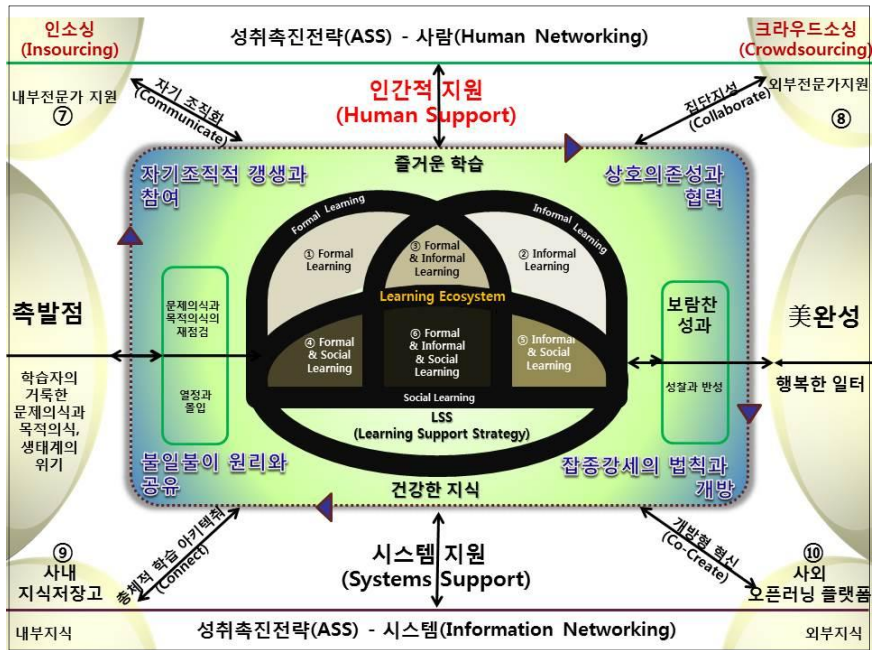 인소싱
(Insourcing)
성취촉진전략(ASS) - 사람(Human Networking)
크라우드소싱
(Crowdsourcing)
내부전문가 지원
⑦
자기 조직화
(Communicate)
인간적 지원
(Human Support)
집단지성
(Collaborate)
외부전문가지원
⑧
즐거운 학습
자기조직적 갱생과
참여
상호의존성과
협력
Formal Learning
Informal Learning
① Formal
Learning
③ Formal
& Informal
Learning
② Informal
Learning
Learning Ecosystem
④ Formal
& Social
Learning
⑥ Formal
& Informal
& Social
Learning
⑤ Informal
& Social
Learning
Social Learning
LSS
(Learning Support Strategy)
촉발점
학습자의
거룩한
문제의식과
목적의식,
생태계의
위기
문제의식과
목적의식의
재점검
열정과
몰입
보람찬
성과
성찰과 반성
美완성
행복한 일터
불일불이 원리와
공유
건강한 지식
잡종강세의 법칙과
개방
⑨
사내
지식저장고
내부지식
총체적 학습 아키텍춰
(Connect)
시스템 지원
(Systems Support)
개방형 혁신
(Co-Create)
⑩
사외
오픈러닝 플랫폼
외부지식
성취촉진전략(ASS) - 시스템(Information Networking)